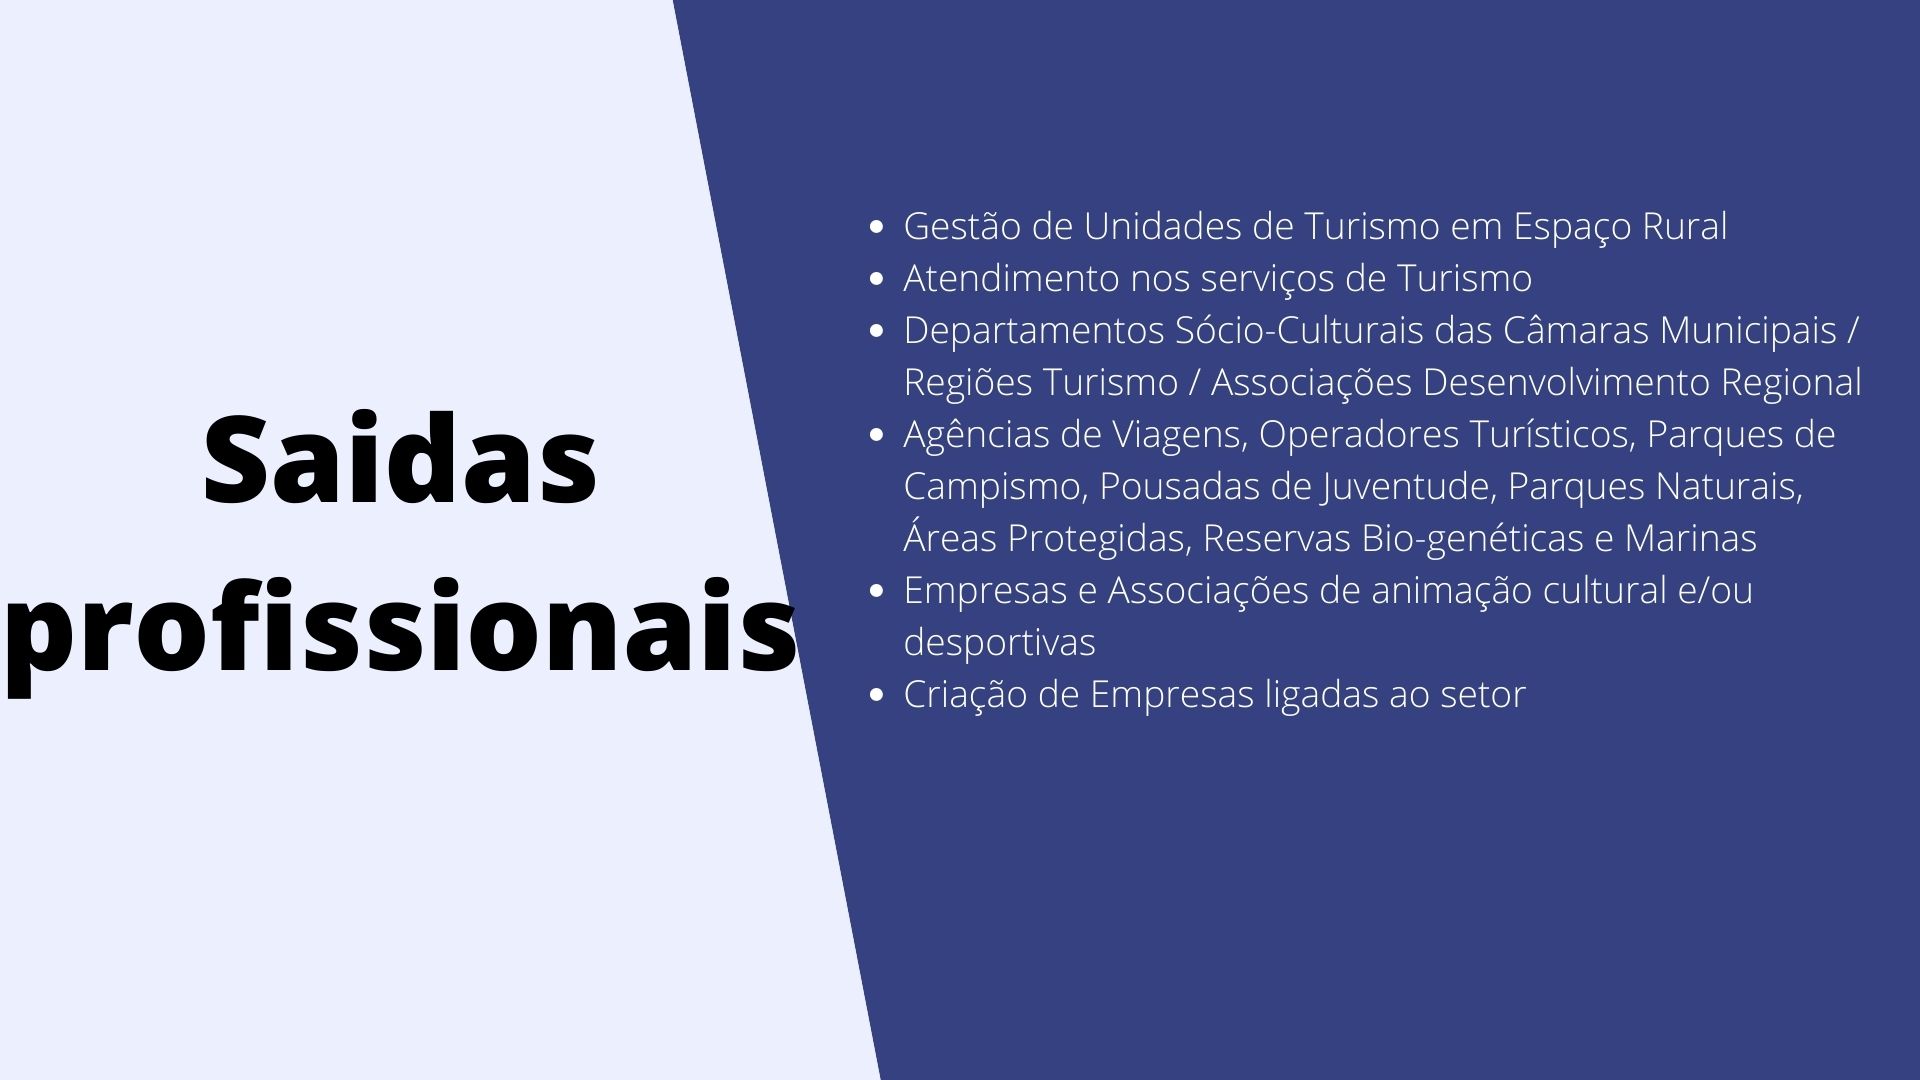 Saidas
profissionais
• Gestão de Unidades de Turismo em Espaço Rural
• Atendimento nos serviços de Turismo
• Departamentos Sócio-Culturais das Câmaras Municipais /
Regiões Turismo / Associações Desenvolvimento Regional
• Agências de Viagens, Operadores Turísticos, Parques de
Campismo, Pousadas de Juventude, Parques Naturais,
Áreas Protegidas, Reservas Bio-genéticas e Marinas
• Empresas e Associações de animação cultural e/ou
desportivas
• Criação de Empresas ligadas ao setor